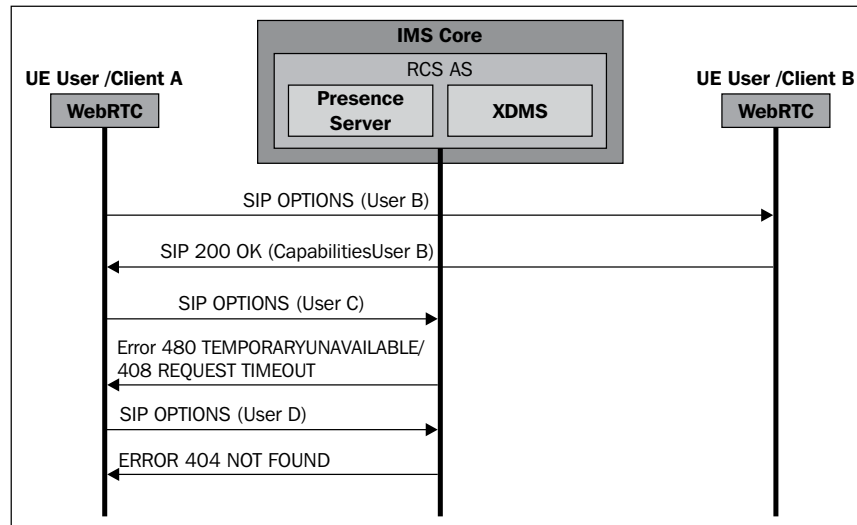 IMS Core
RCS AS
UE User /Client A
UE User /Client B
WebRTC
Presence
Server
XDMS
WebRTC
SIP OPTIONS (User B)
SIP 200 OK (CapabilitiesUser B)
SIP OPTIONS (User C)
Error 480 TEMPORARYUNAVAILABLE/
408 REQUEST TIMEOUT
SIP OPTIONS (User D)
ERROR 404 NOT FOUND